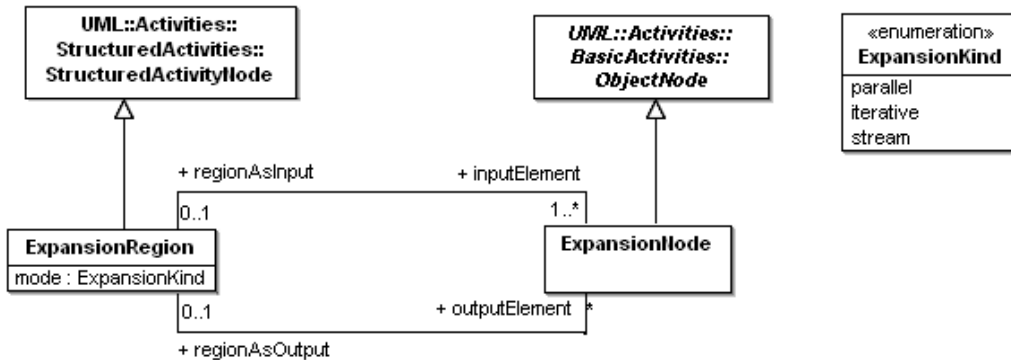 UML::Activities::
StructuredActivities::
StructuredActivityNode
UML::Activities::
BasicActivities::
ObjectNode
«enumeration»
ExpansionKind
parallel
iterative
stream
+ regionAsInput
+ inputElement
0..1
1..*
ExpansionRegion
mode : ExpansionKind
ExpansionNode
0..1
+ outputElement
*
+ regionAsOutput